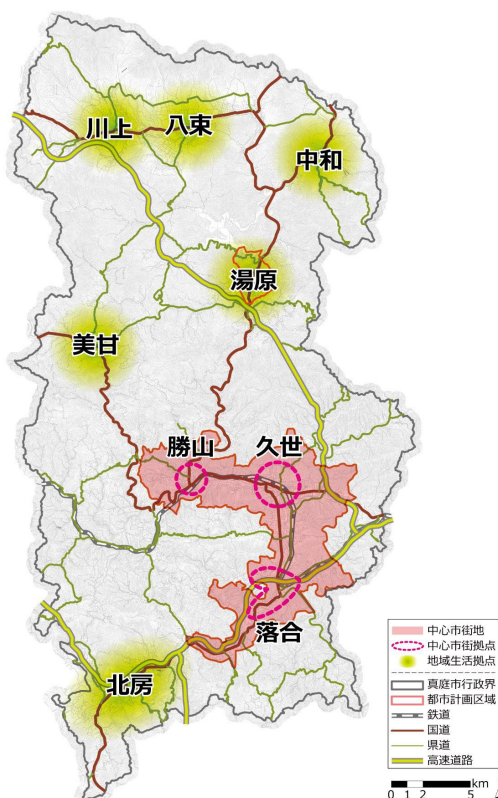 川上
八束
中和
湯原
美甘
勝山
久世
落合
北房
中心市街地
中心市街拠点
地域生活拠点
真庭市行政界
都市計画区域
鉄道
国道
県道
高速道路
km
0 1 2 5